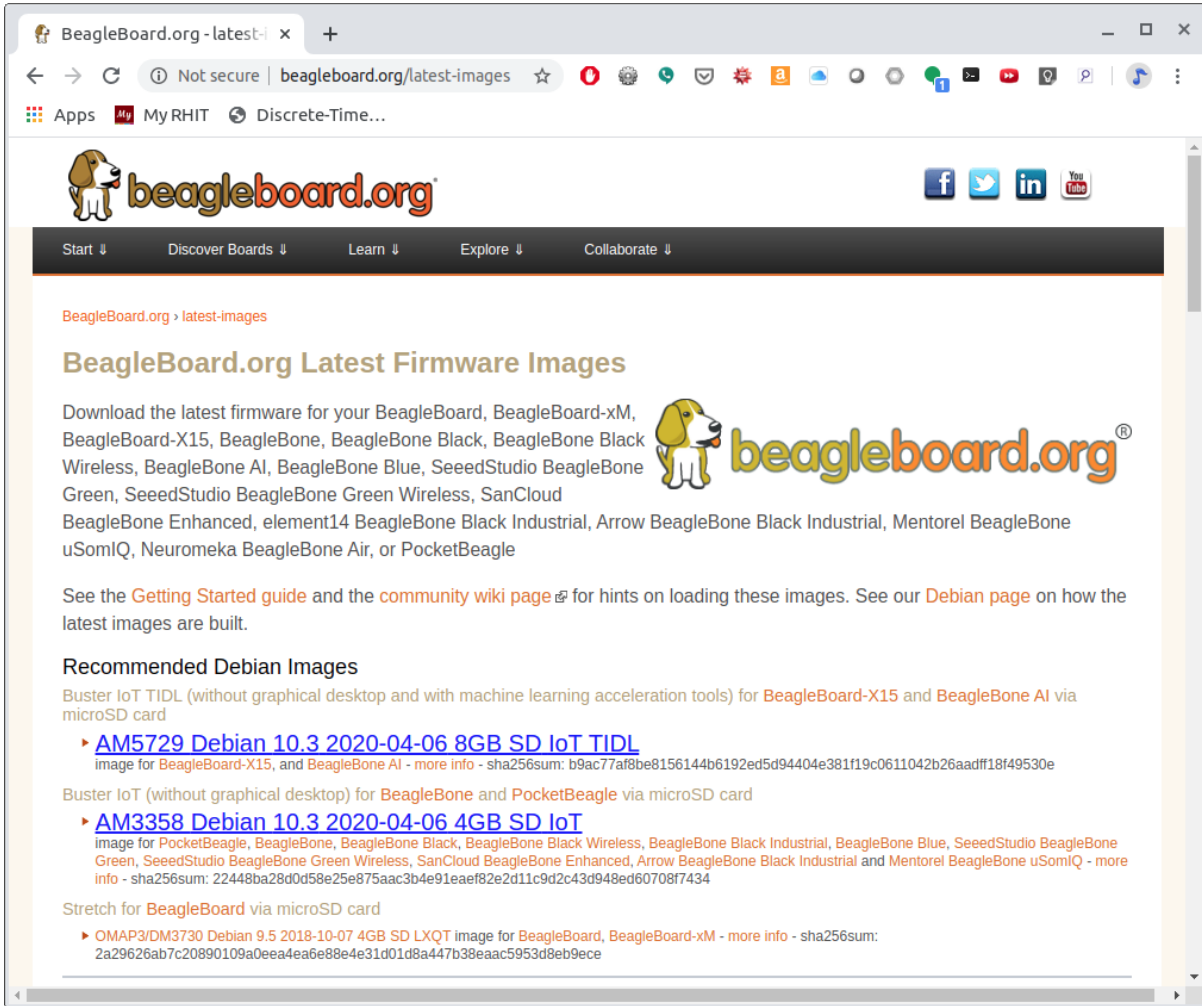 BeagleBoard.org - latest-i
Not secure | beagleboard.org/latest-images
a
1
Apps My My RHIT Discrete-Time...
beagleboard.org
f in You Tube
Start ⇓ Discover Boards ⇓ Learn ⇓ Explore ⇓ Collaborate ⇓
BeagleBoard.org › latest-images
BeagleBoard.org Latest Firmware Images
Download the latest firmware for your BeagleBoard, BeagleBoard-xM,
BeagleBoard-X15, BeagleBone, BeagleBone Black, BeagleBone Black
Wireless, BeagleBone AI, BeagleBone Blue, SeeedStudio BeagleBone
Green, SeeedStudio BeagleBone Green Wireless, SanCloud
beagleboard.org®
BeagleBone Enhanced, element14 BeagleBone Black Industrial, Arrow BeagleBone Black Industrial, Mentorel BeagleBone
uSomIQ, Neuromeka BeagleBone Air, or PocketBeagle
See the Getting Started guide and the community wiki page for hints on loading these images. See our Debian page on how the
latest images are built.
Recommended Debian Images
Buster IoT TIDL (without graphical desktop and with machine learning acceleration tools) for BeagleBoard-X15 and BeagleBone AI via
microSD card
AM5729 Debian 10.3 2020-04-06 8GB SD IoT TIDL
image for BeagleBoard-X15, and BeagleBone AI - more info - sha256sum: b9ac77af8be8156144b6192ed5d94404e381f19c0611042b26aadff18f49530e
Buster IoT (without graphical desktop) for BeagleBone and PocketBeagle via microSD card
AM3358 Debian 10.3 2020-04-06 4GB SD IoT
image for PocketBeagle, BeagleBone, BeagleBone Black, BeagleBone Black Wireless, BeagleBone Black Industrial, BeagleBone Blue, SeeedStudio BeagleBone
Green, SeeedStudio BeagleBone Green Wireless, SanCloud BeagleBone Enhanced, Arrow BeagleBone Black Industrial and Mentorel BeagleBone uSomIQ - more
info - sha256sum: 22448ba28d0d58e25e875aac3b4e91eaef82e2d11c9d2c43d948ed60708f7434
Stretch for BeagleBoard via microSD card
OMAP3/DM3730 Debian 9.5 2018-10-07 4GB SD LXQT image for BeagleBoard, BeagleBoard-xM - more info - sha256sum:
2a29626ab7c20890109a0eea4ea6e88e4e31d01d8a447b38eaac5953d8eb9ece